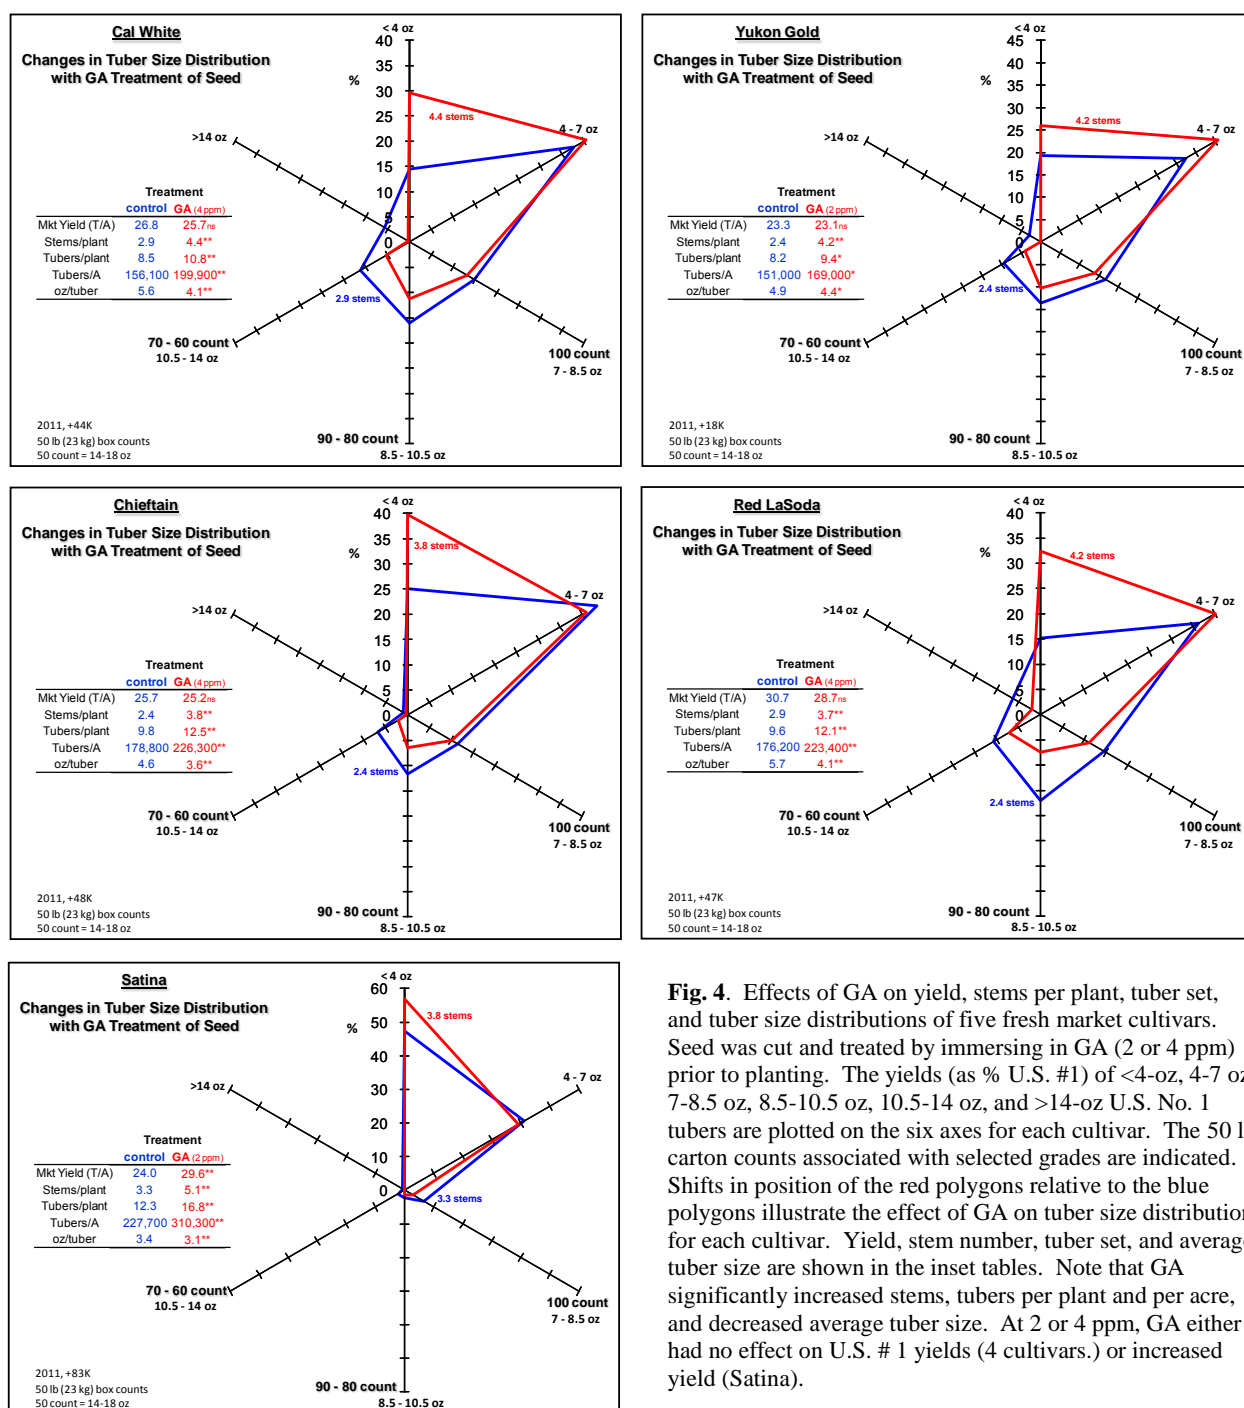 Cal White
Changes in Tuber Size Distribution
with GA Treatment of Seed
< 4 oz
40
35
30
25
20
15
10
5
0
%
4.4 stems
4 - 7 oz
>14 oz
Treatment
control GA (4 ppm)
Mkt Yield (T/A) 26.8 25.7ns
Stems/plant 2.9 4.4**
Tubers/plant 8.5 10.8**
Tubers/A 156,100 199,900**
oz/tuber 5.6 4.1**
2.9 stems
70 - 60 count
10.5 - 14 oz
100 count
7 - 8.5 oz
2011, +44K
50 lb (23 kg) box counts
50 count = 14-18 oz
90 - 80 count
8.5 - 10.5 oz
Yukon Gold
Changes in Tuber Size Distribution
with GA Treatment of Seed
< 4 oz
45
40
35
30
25
20
15
10
5
0
%
4.2 stems
4 - 7 oz
>14 oz
Treatment
control GA (2 ppm)
Mkt Yield (T/A) 23.3 23.1ns
Stems/plant 2.4 4.2**
Tubers/plant 8.2 9.4*
Tubers/A 151,000 169,000*
oz/tuber 4.9 4.4*
2.4 stems
70 - 60 count
10.5 - 14 oz
100 count
7 - 8.5 oz
2011, +18K
50 lb (23 kg) box counts
50 count = 14-18 oz
90 - 80 count
8.5 - 10.5 oz
Chieftain
Changes in Tuber Size Distribution
with GA Treatment of Seed
< 4 oz
40
35
30
25
20
15
10
5
0
%
3.8 stems
4 - 7 oz
>14 oz
Treatment
control GA (4 ppm)
Mkt Yield (T/A) 25.7 25.2ns
Stems/plant 2.4 3.8**
Tubers/plant 9.8 12.5**
Tubers/A 178,800 226,300**
oz/tuber 4.6 3.6**
2.4 stems
70 - 60 count
10.5 - 14 oz
100 count
7 - 8.5 oz
2011, +48K
50 lb (23 kg) box counts
50 count = 14-18 oz
90 - 80 count
8.5 - 10.5 oz
Red LaSoda
Changes in Tuber Size Distribution
with GA Treatment of Seed
< 4 oz
40
35
30
25
20
15
10
5
0
%
4.2 stems
4 - 7 oz
>14 oz
Treatment
control GA (4 ppm)
Mkt Yield (T/A) 30.7 28.7ns
Stems/plant 2.9 3.7**
Tubers/plant 9.6 12.1**
Tubers/A 176,200 223,400**
oz/tuber 5.7 4.1**
2.4 stems
70 - 60 count
10.5 - 14 oz
100 count
7 - 8.5 oz
2011, +47K
50 lb (23 kg) box counts
50 count = 14-18 oz
90 - 80 count
8.5 - 10.5 oz
Satina
Changes in Tuber Size Distribution
with GA Treatment of Seed
< 4 oz
60
50
40
30
20
10
0
%
3.8 stems
4 - 7 oz
>14 oz
Treatment
control GA (2 ppm)
Mkt Yield (T/A) 24.0 29.6**
Stems/plant 3.3 5.1**
Tubers/plant 12.3 16.8**
Tubers/A 227,700 310,300**
oz/tuber 3.4 3.1**
3.3 stems
70 - 60 count
10.5 - 14 oz
100 count
7 - 8.5 oz
2011, +83K
50 lb (23 kg) box counts
50 count = 14-18 oz
90 - 80 count
8.5 - 10.5 oz
Fig. 4. Effects of GA on yield, stems per plant, tuber set,
and tuber size distributions of five fresh market cultivars.
Seed was cut and treated by immersing in GA (2 or 4 ppm)
prior to planting. The yields (as % U.S. #1) of <4-oz, 4-7 oz
7-8.5 oz, 8.5-10.5 oz, 10.5-14 oz, and >14-oz U.S. No. 1
tubers are plotted on the six axes for each cultivar. The 50 l
carton counts associated with selected grades are indicated.
Shifts in position of the red polygons relative to the blue
polygons illustrate the effect of GA on tuber size distribution
for each cultivar. Yield, stem number, tuber set, and average
tuber size are shown in the inset tables. Note that GA
significantly increased stems, tubers per plant and per acre,
and decreased average tuber size. At 2 or 4 ppm, GA either
had no effect on U.S. # 1 yields (4 cultivars.) or increased
yield (Satina).